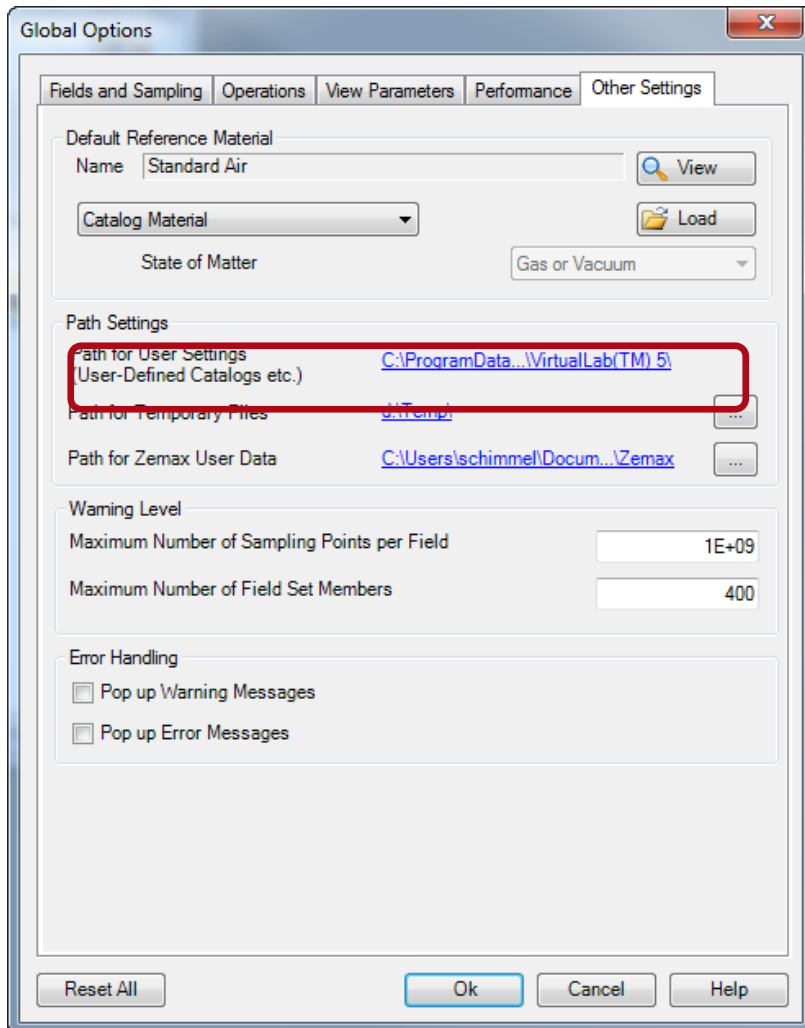 Global Options
Fields and Sampling Operations View Parameters Performance Other Settings
Default Reference Material
Name Standard Air View
Catalog Material Load
State of Matter Gas or Vacuum
Path Settings
Path for User Settings C:\ProgramData...\VirtualLab(TM) 5\
(User-Defined Catalogs etc.)
Path for Temporary Files d:\Temp\ ...
Path for Zemax User Data C:\Users\schimmel\Docum...\Zemax ...
Warning Level
Maximum Number of Sampling Points per Field 1E+09
Maximum Number of Field Set Members 400
Error Handling
Pop up Warning Messages
Pop up Error Messages
Reset All Ok Cancel Help